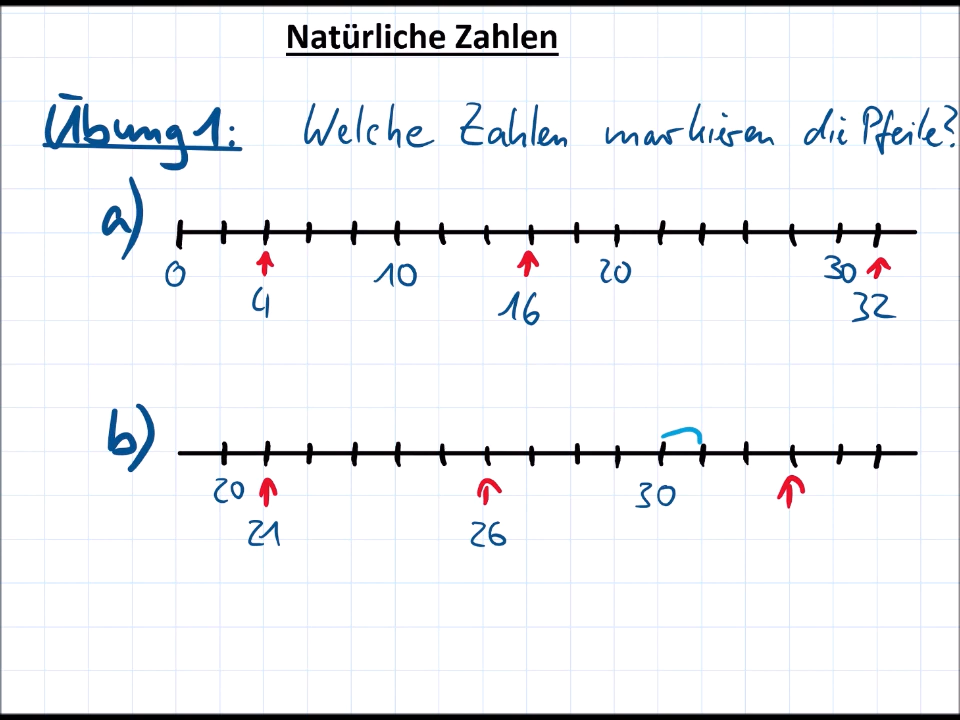 Natürliche Zahlen
Übung 1: Welche Zahlen markieren die Pfeile?
a)
0 10 20 30
4 16 32
b)
20 30
21 26